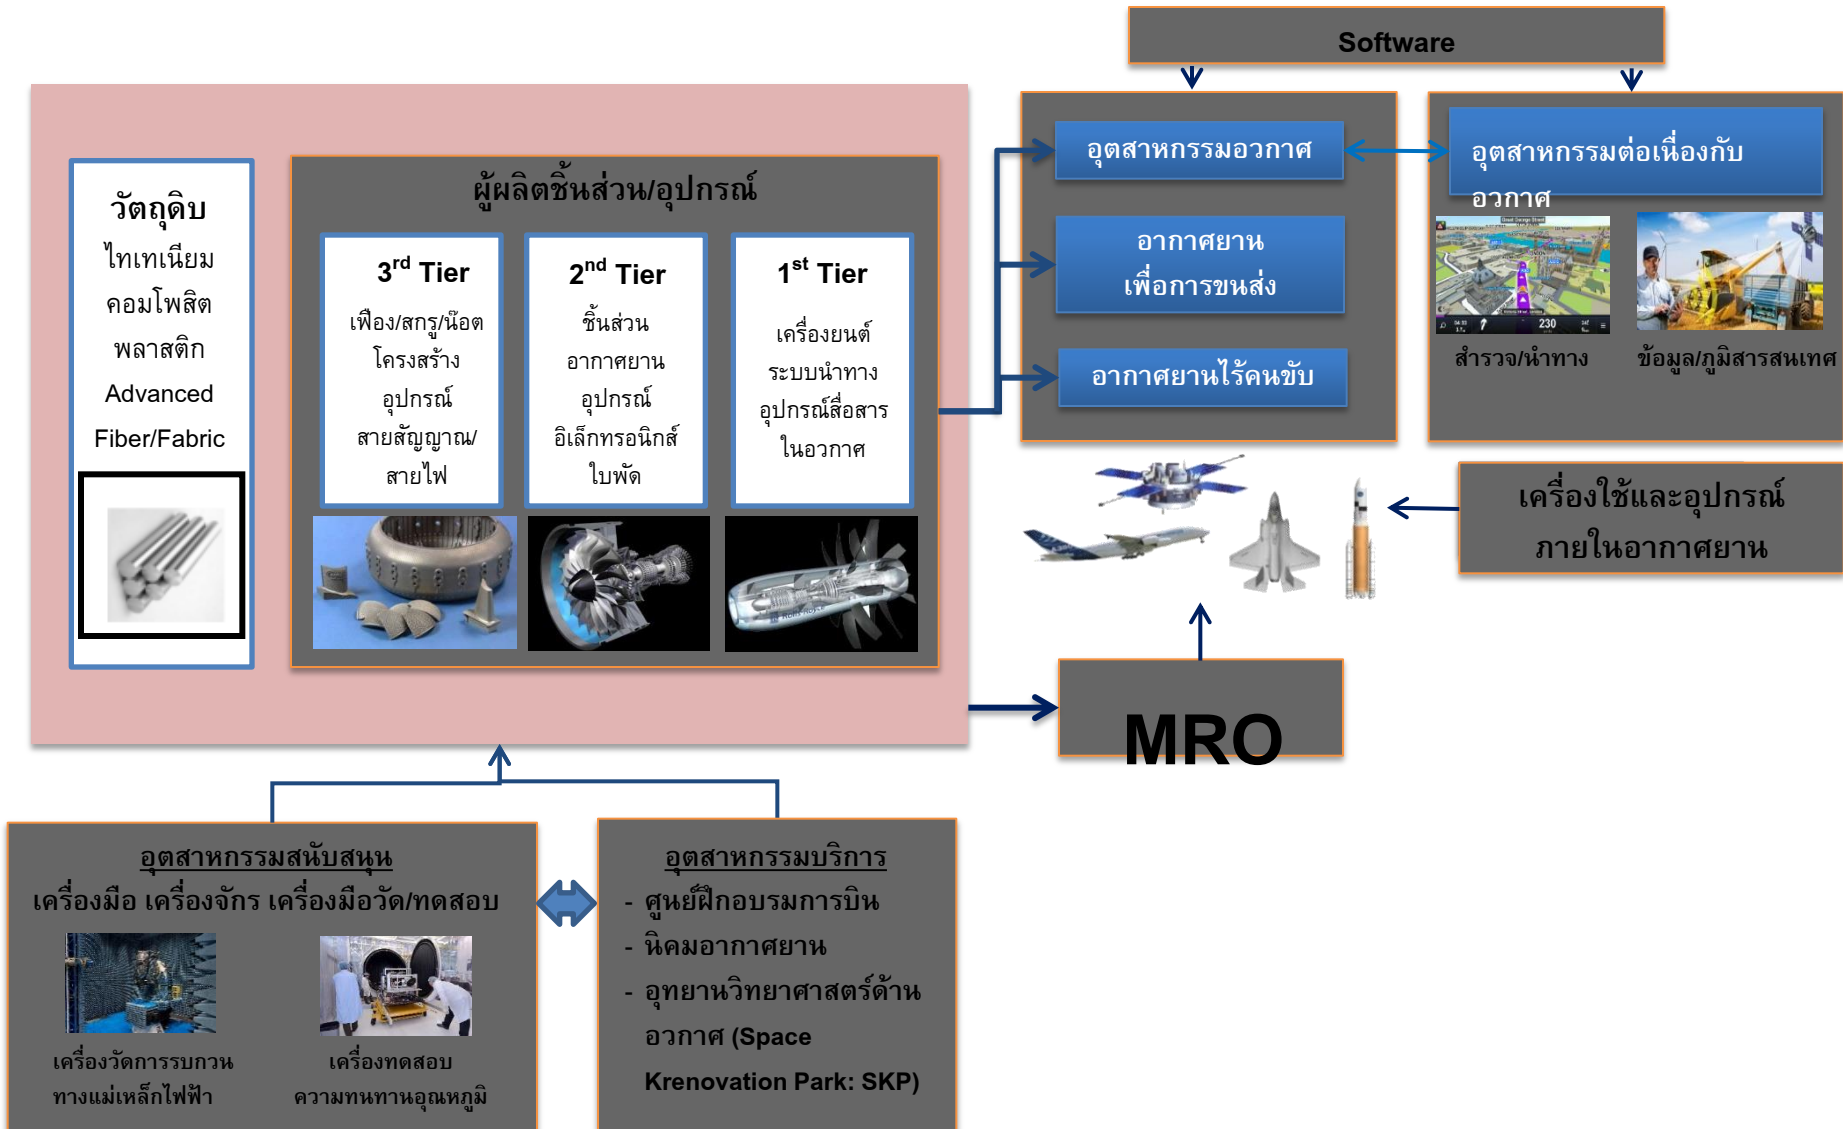 Software
วัตถุดิบ
ไทเทเนียม
คอมโพสิต
พลาสติก
Advanced
Fiber/Fabric
ผู้ผลิตชิ้นส่วน/อุปกรณ์
3rd Tier
เฟือง/สกรู/น๊อต
โครงสร้าง
อุปกรณ์
สายสัญญาณ/
สายไฟ
2nd Tier
ชิ้นส่วน
อากาศยาน
อุปกรณ์
อิเล็กทรอนิกส์
ใบพัด
1st Tier
เครื่องยนต์
ระบบนำทาง
อุปกรณ์สื่อสาร
ในอวกาศ
อุตสาหกรรมอวกาศ
อากาศยาน
เพื่อการขนส่ง
อากาศยานไร้คนขับ
อุตสาหกรรมต่อเนื่องกับ
อวกาศ
230
สำรวจ/นำทาง
ข้อมูล/ภูมิสารสนเทศ
เครื่องใช้และอุปกรณ์
ภายในอากาศยาน
MRO
อุตสาหกรรมสนับสนุน
เครื่องมือ เครื่องจักร เครื่องมือวัด/ทดสอบ
เครื่องวัดการรบกวน
ทางแม่เหล็กไฟฟ้า
เครื่องทดสอบ
ความทนทานอุณหภูมิ
อุตสาหกรรมบริการ
- ศูนย์ฝึกอบรมการบิน
- นิคมอากาศยาน
- อุทยานวิทยาศาสตร์ด้าน
อวกาศ (Space
Krenovation Park: SKP)